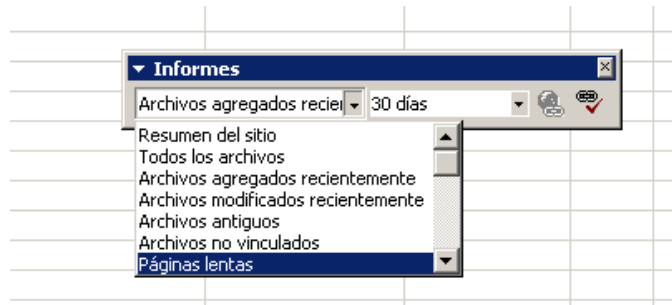 Informes
Archivos agregados recie 30 días
Resumen del sitio
Todos los archivos
Archivos agregados recientemente
Archivos modificados recientemente
Archivos antiguos
Archivos no vinculados
Páginas lentas